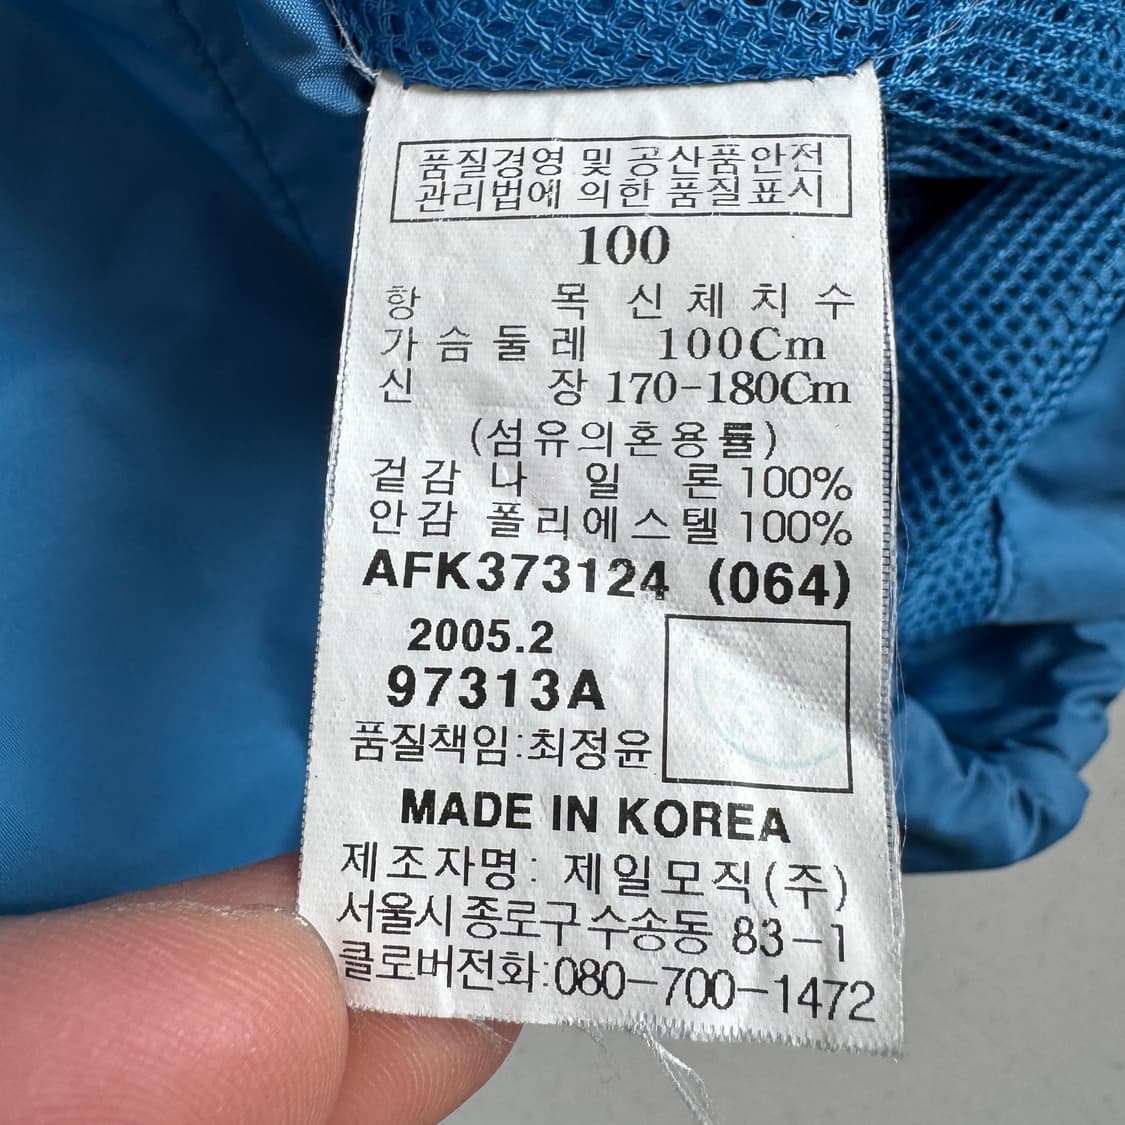 품질경영 및 공산품안전
관리법에 의한 품질표시
100
항 목 신 체 치 수
가 슴 둘 레 100Cm
신 장 170-180Cm
(섬유의혼용률)
겉감 나 일 론 100%
안감 폴리에스텔 100%
AFK373124 (064)
2005.2
97313A
품질책임:최정윤
MADE IN KOREA
제조자명: 제일모직(주)
서울시종로구수송동 83-1
클로버전화:080-700-1472